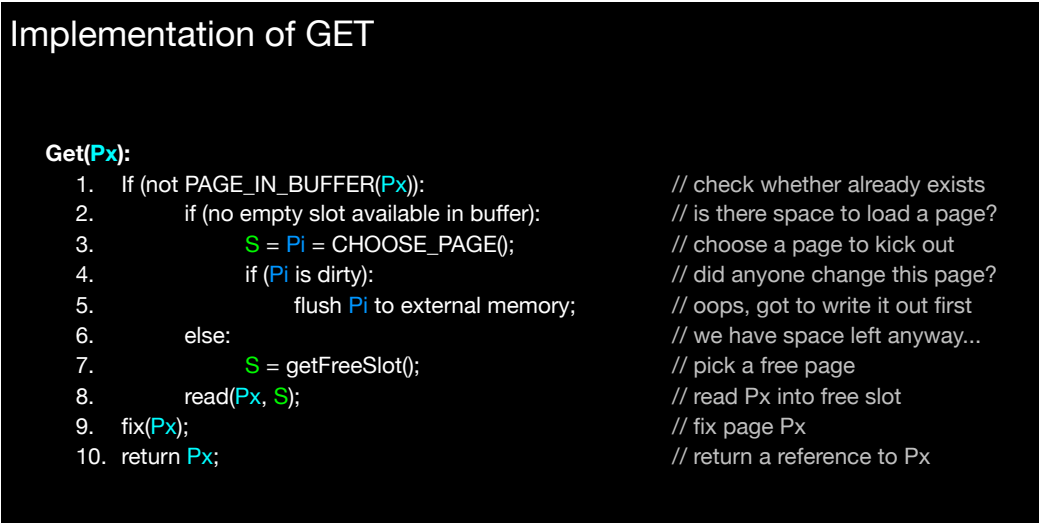 Implementation of GET
Get(Px):
1. If (not PAGE_IN_BUFFER(Px)): // check whether already exists
2. if (no empty slot available in buffer): // is there space to load a page?
3. S = Pi = CHOOSE_PAGE(); // choose a page to kick out
4. if (Pi is dirty): // did anyone change this page?
5. flush Pi to external memory; // oops, got to write it out first
6. else: // we have space left anyway...
7. S = getFreeSlot(); // pick a free page
8. read(Px, S); // read Px into free slot
9. fix(Px); // fix page Px
10. return Px; // return a reference to Px